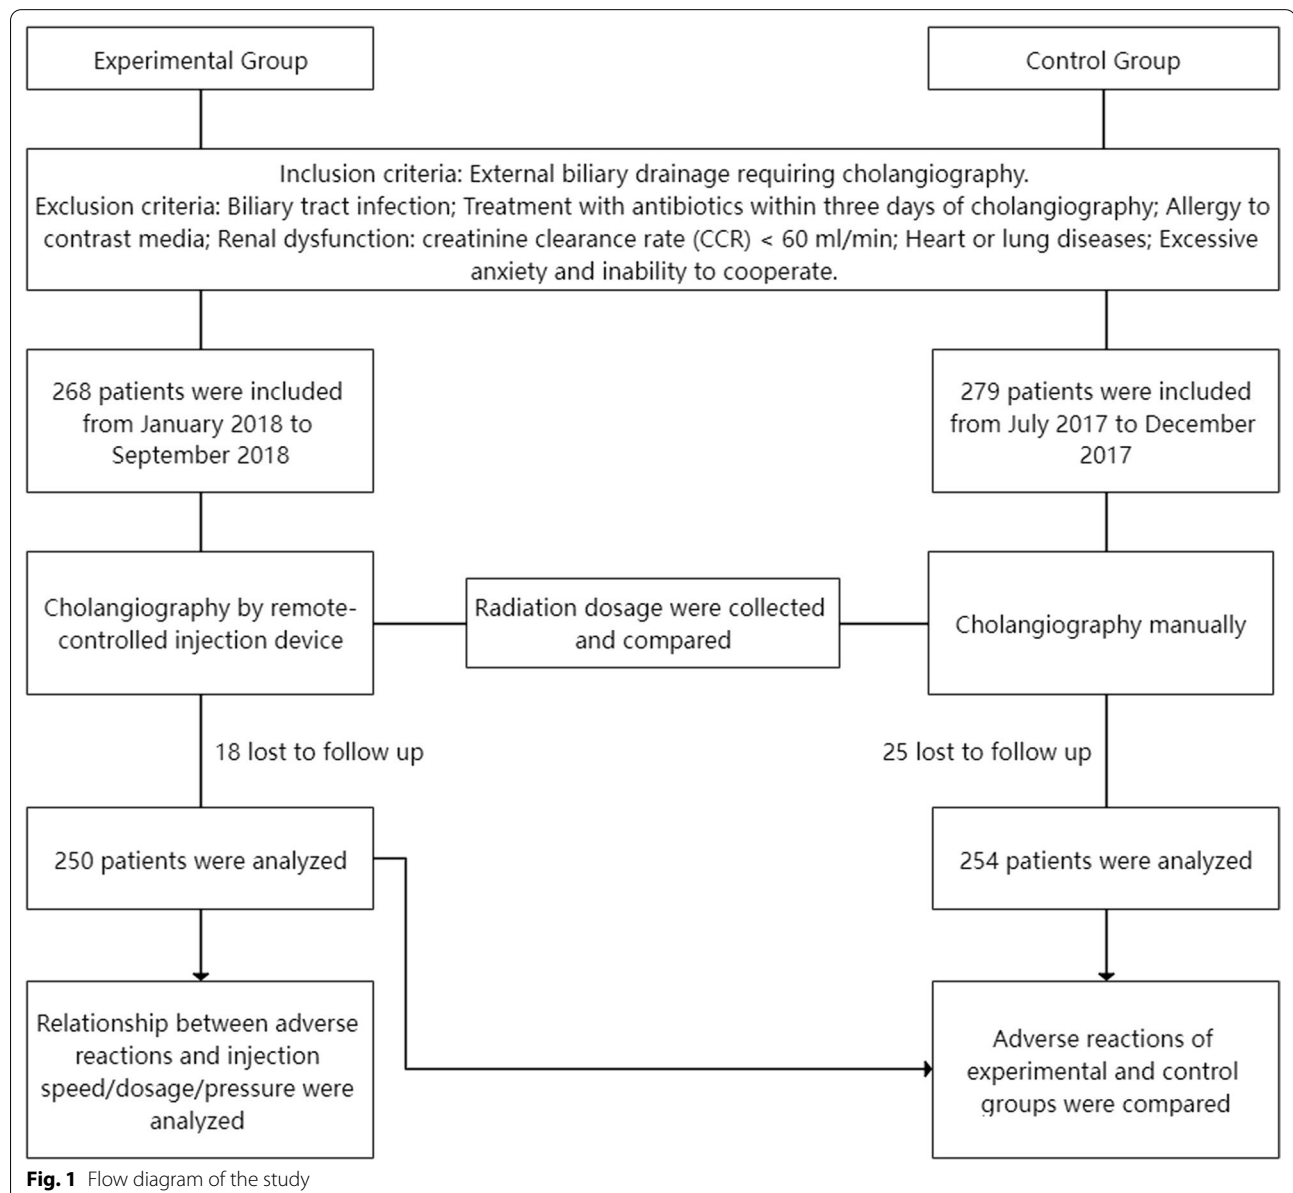 Experimental Group
Control Group
Inclusion criteria: External biliary drainage requiring cholangiography.
Exclusion criteria: Biliary tract infection; Treatment with antibiotics within three days of cholangiography; Allergy to
contrast media; Renal dysfunction: creatinine clearance rate (CCR) < 60 ml/min; Heart or lung diseases; Excessive
anxiety and inability to cooperate.
268 patients were included
from January 2018 to
September 2018
279 patients were included
from July 2017 to December
2017
Cholangiography by remote-
controlled injection device
Radiation dosage were collected
and compared
Cholangiography manually
18 lost to follow up
25 lost to follow up
250 patients were analyzed
254 patients were analyzed
Relationship between adverse
reactions and injection
speed/dosage/pressure were
analyzed
Adverse reactions of
experimental and control
groups were compared
Fig. 1 Flow diagram of the study